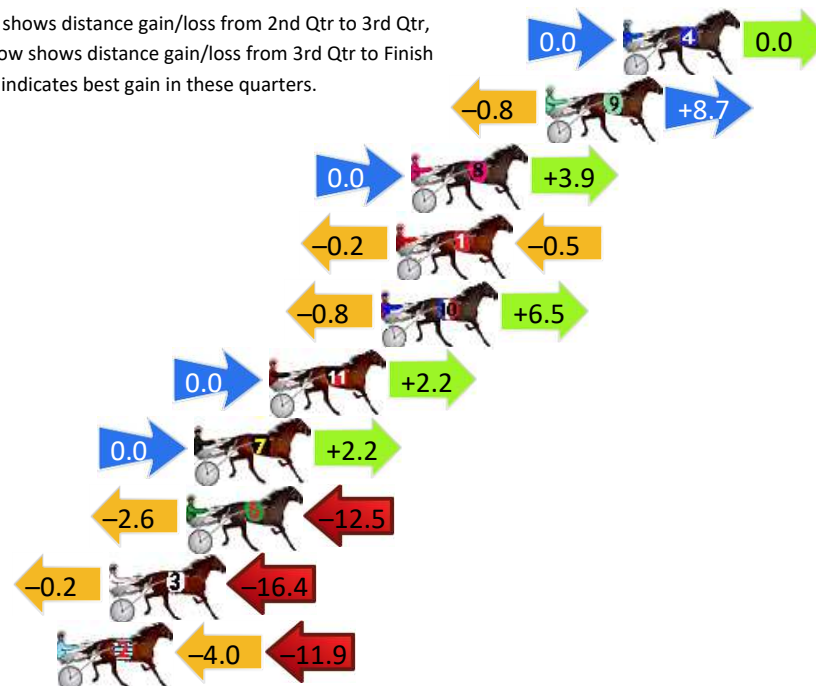 shows distance gain/loss from 2nd Qtr to 3rd Qtr,
ow shows distance gain/loss from 3rd Qtr to Finish
indicates best gain in these quarters.
0.0 4 0.0
–0.8 9 +8.7
0.0 8 +3.9
–0.2 1 –0.5
–0.8 10 +6.5
0.0 11 +2.2
0.0 7 +2.2
–2.6 –12.5
–0.2 3 –16.4
2 –4.0 –11.9